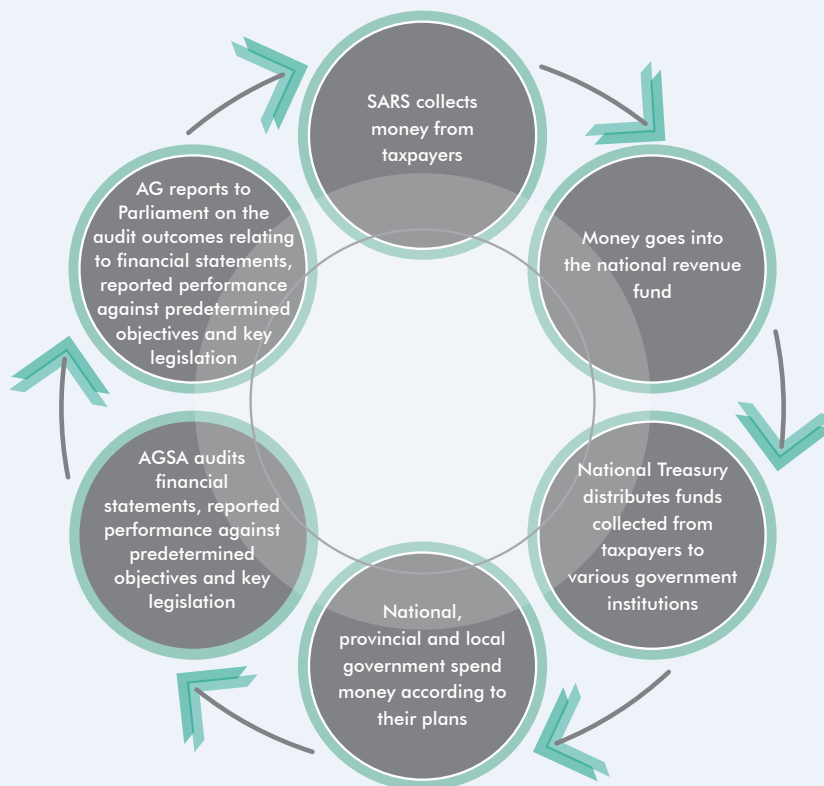 SARS collects
money from
taxpayers
Money goes into
the national revenue
fund
National Treasury
distributes funds
collected from
taxpayers to
various government
institutions
National,
provincial and local
government spend
money according to
their plans
AGSA audits
financial
statements, reported
performance against
predetermined
objectives and key
legislation
AG reports to
Parliament on the
audit outcomes relating
to financial statements,
reported performance
against predetermined
objectives and key
legislation